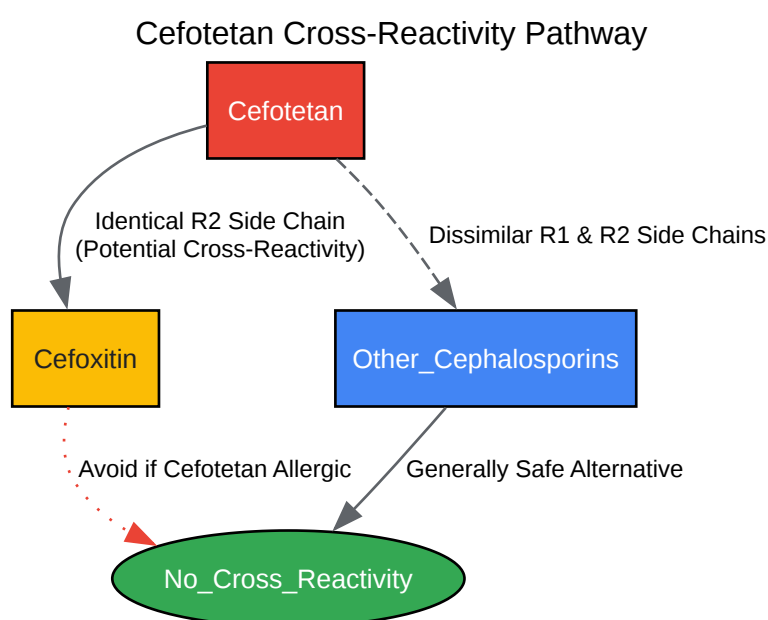 Cefotetan Cross-Reactivity Pathway
Cefotetan
Identical R2 Side Chain
(Potential Cross-Reactivity)
Dissimilar R1 & R2 Side Chains
Cefoxitin
Other_Cephalosporins
Avoid if Cefotetan Allergic
Generally Safe Alternative
No_Cross_Reactivity